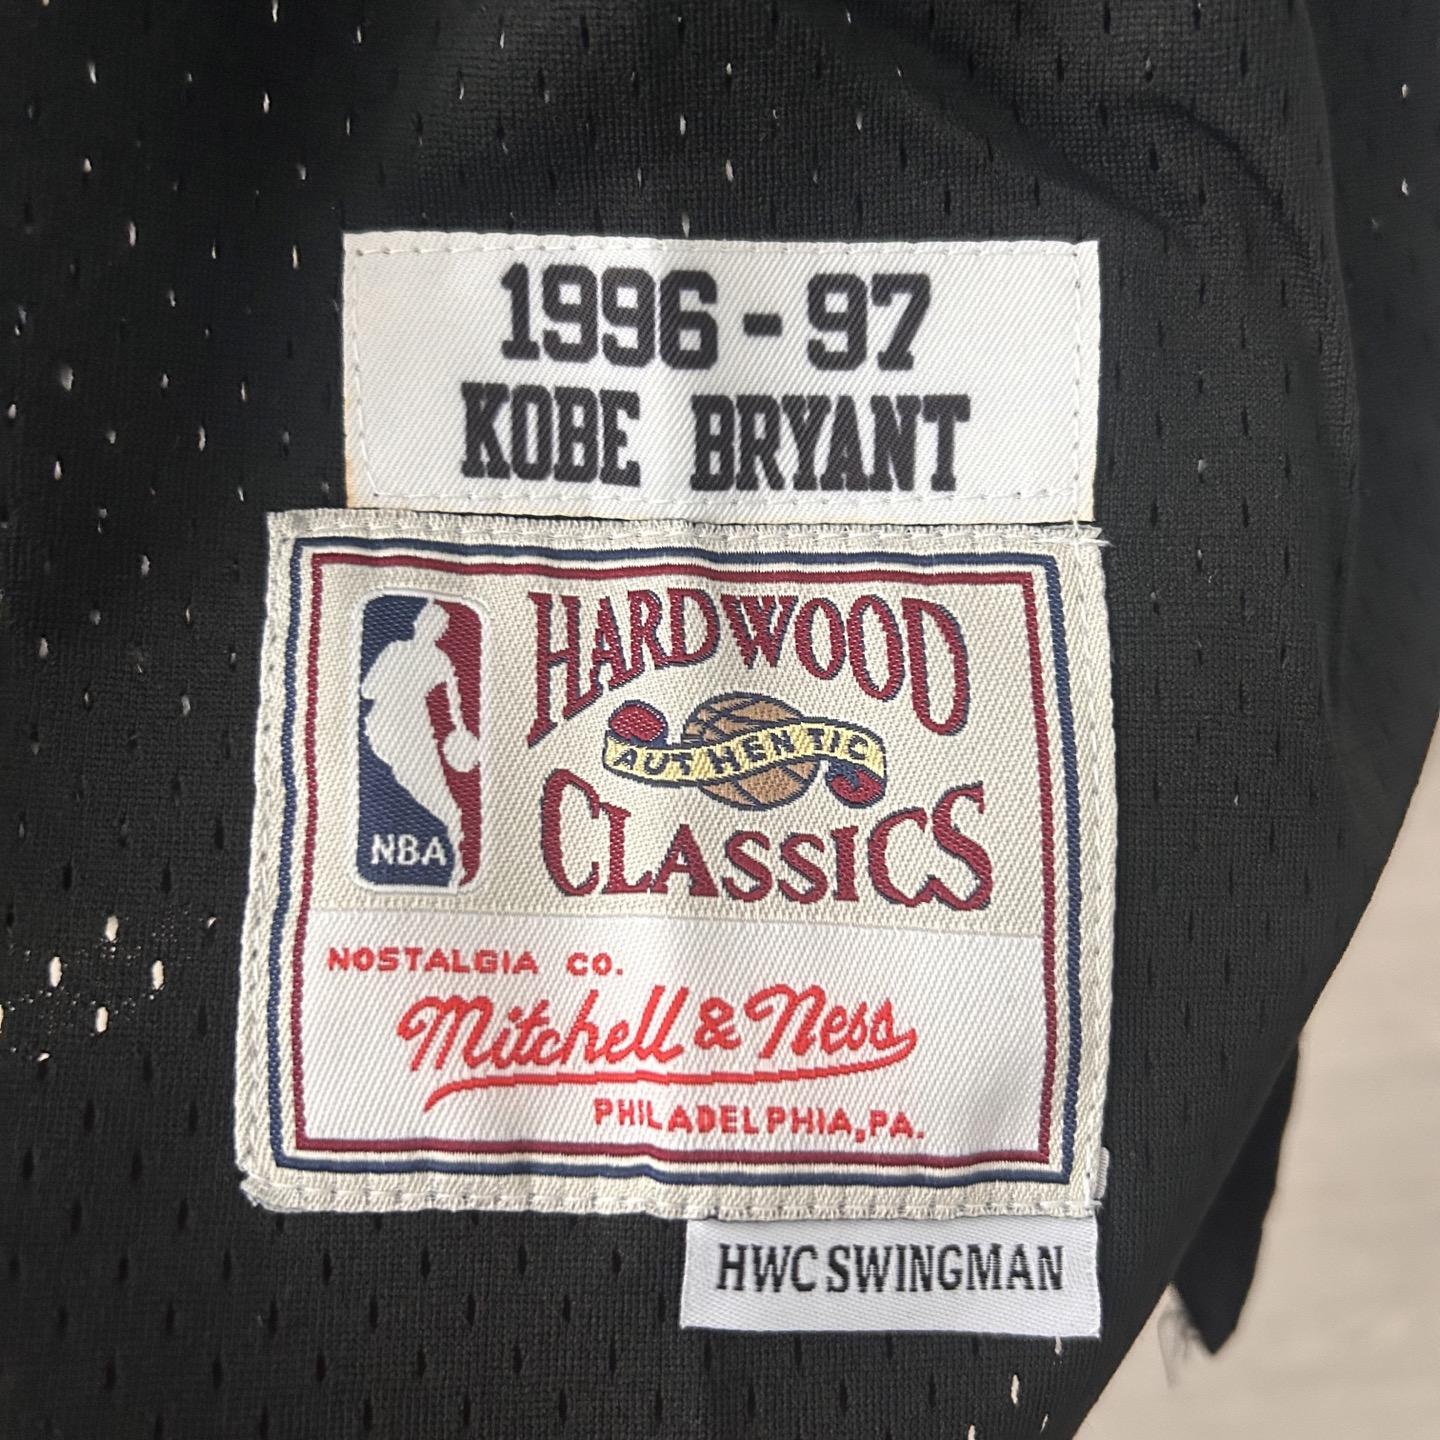 1996 - 97
KOBE BRYANT
HARDWOOD
AUTHENTIC
CLASSICS
NBA
NOSTALGIA CO.
Mitchell & Ness
PHILADELPHIA, PA.
HWC SWINGMAN